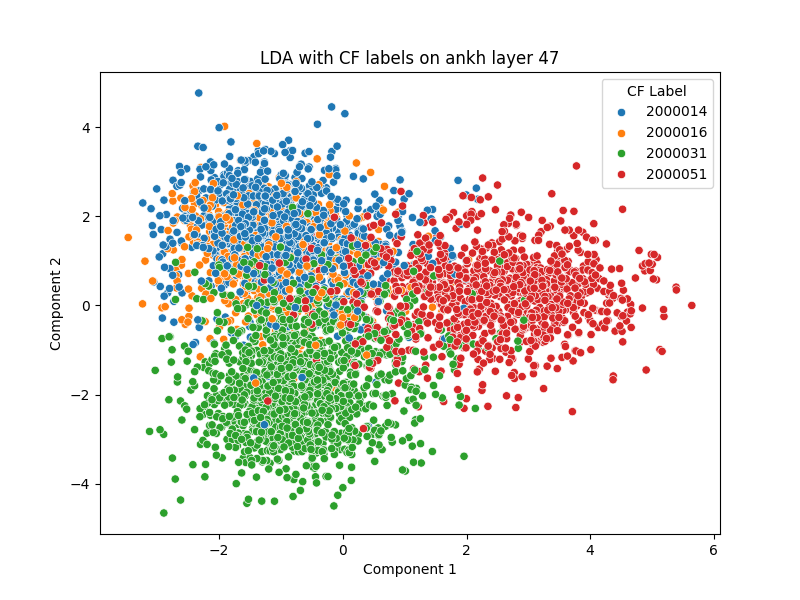 LDA with CF labels on ankh layer 47
CF Label
2000014
2000016
2000031
2000051
4
2
0
−2
−4
Component 2
−2 0 2 4 6
Component 1